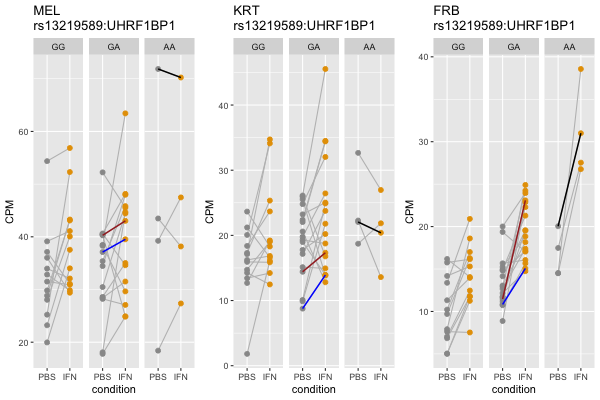 MEL
rs13219589:UHRF1BP1
GG GA AA
CPM
60
40
20
PBS IFN PBS IFN PBS IFN
condition
KRT
rs13219589:UHRF1BP1
GG GA AA
CPM
40
30
20
10
0
PBS IFN PBS IFN PBS IFN
condition
FRB
rs13219589:UHRF1BP1
GG GA AA
CPM
40
30
20
10
PBS IFN PBS IFN PBS IFN
condition